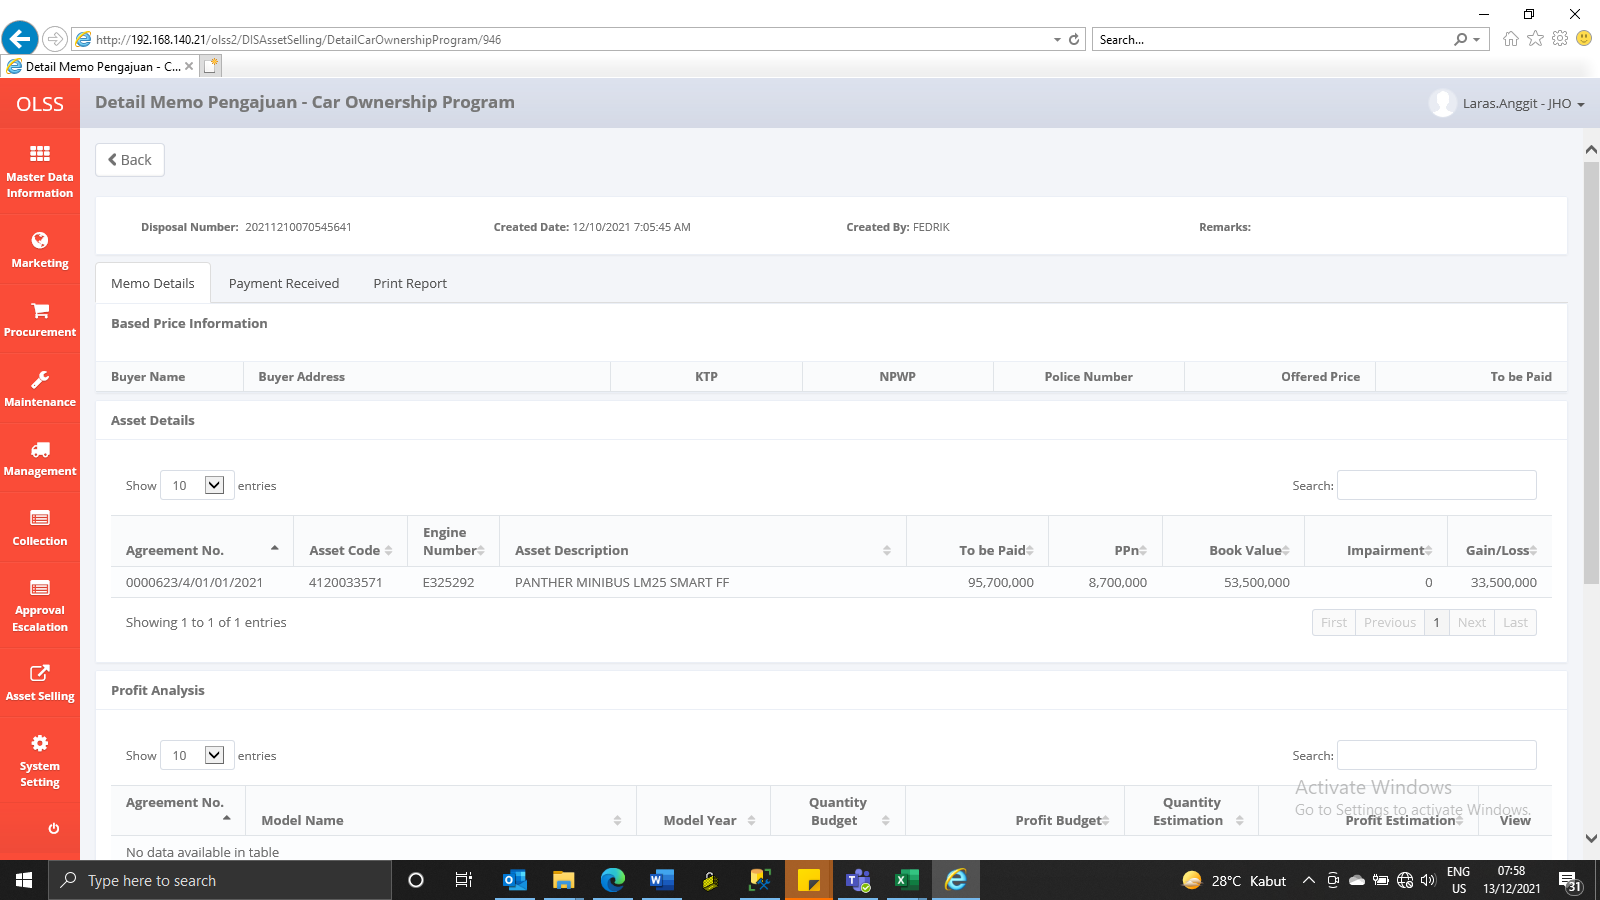 http://192.168.140.21/olss2/DISAssetSelling/DetailCarOwnershipProgram/946
Search...
Detail Memo Pengajuan - C...
OLSS
Detail Memo Pengajuan - Car Ownership Program
Laras.Anggit - JHO
Back
Master Data
Information
Marketing
Procurement
Maintenance
Management
Collection
Approval
Escalation
Asset Selling
System
Setting
Disposal Number: 20211210070545641
Created Date: 12/10/2021 7:05:45 AM
Created By: FEDRIK
Remarks:
Memo Details
Payment Received
Print Report
Based Price Information
Buyer Name
Buyer Address
KTP
NPWP
Police Number
Offered Price
To be Paid
Asset Details
Show 10 entries
Search:
Agreement No.
Asset Code
Engine
Number
Asset Description
To be Paid
PPn
Book Value
Impairment
Gain/Loss
0000623/4/01/01/2021 4120033571 E325292 PANTHER MINIBUS LM25 SMART FF 95,700,000 8,700,000 53,500,000 0 33,500,000
Showing 1 to 1 of 1 entries
First Previous 1 Next Last
Profit Analysis
Show 10 entries
Search:
Agreement No.
Model Name
Model Year
Quantity
Budget
Profit Budget
Quantity
Estimation
Profit Estimation
View
No data available in table
Activate Windows
Go to Settings to activate Windows.
Type here to search
28°C Kabut
ENG
US
07:58
13/12/2021
31